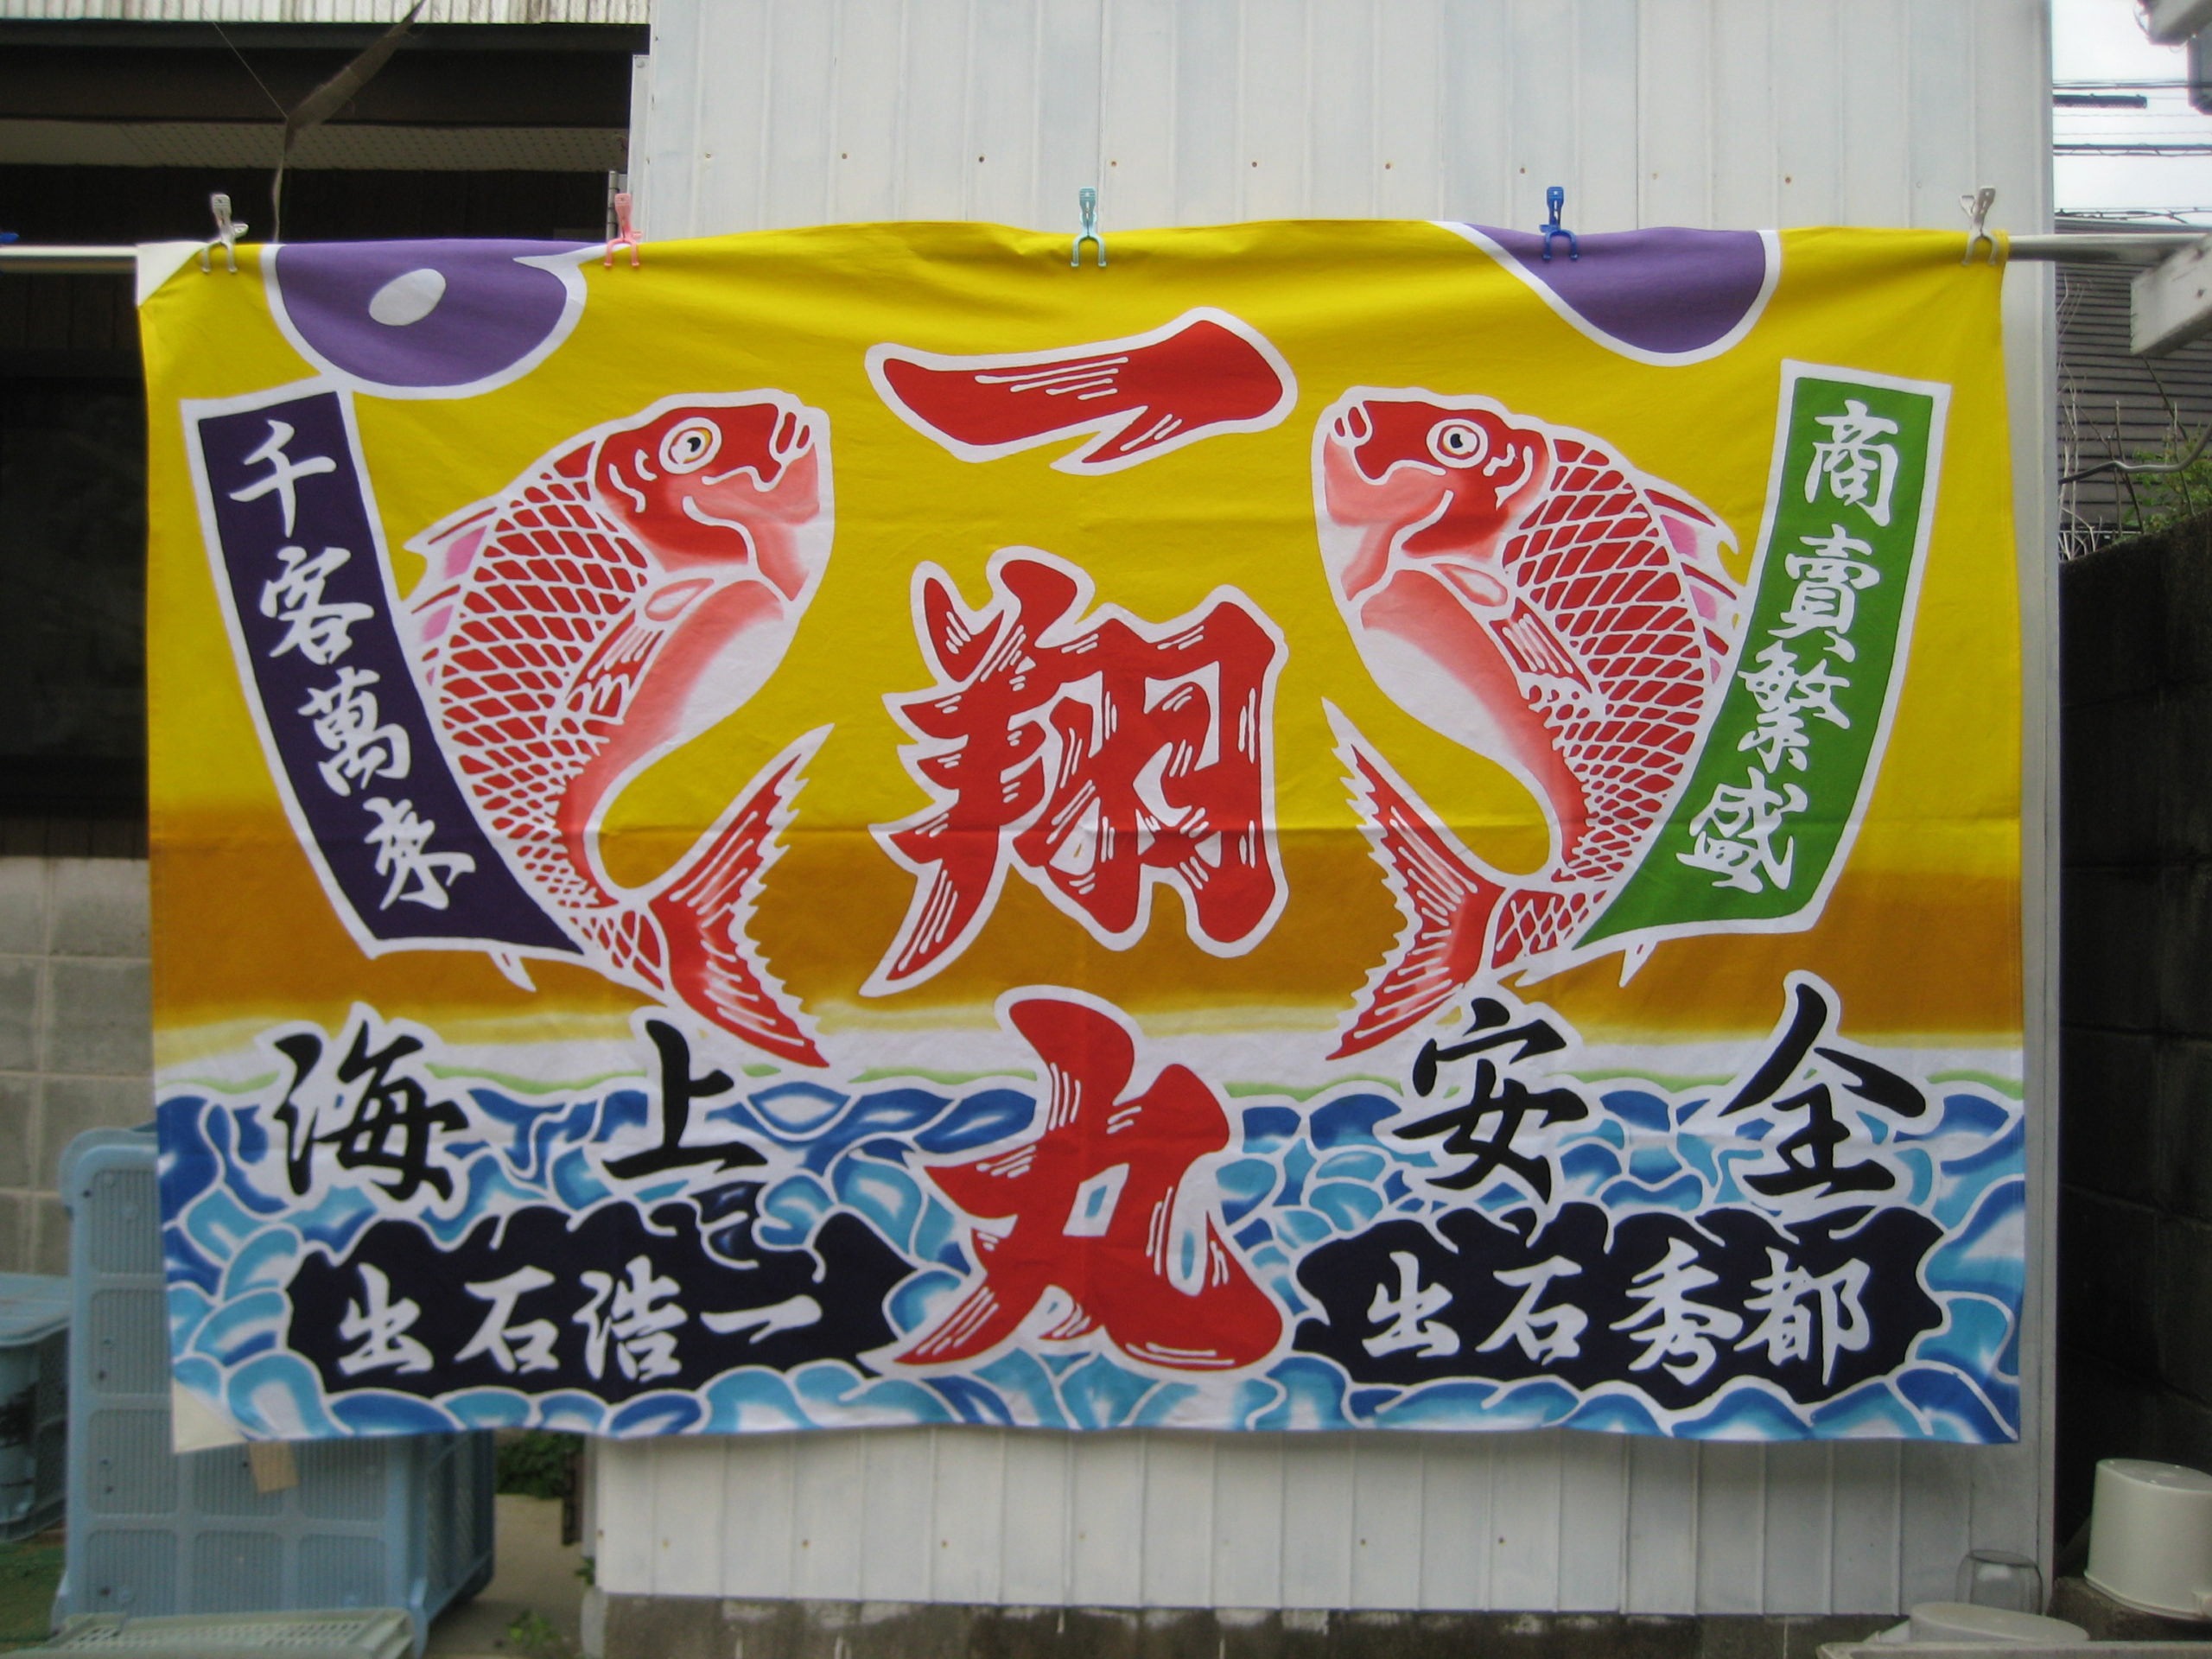 一翔丸
千客萬来
商賣繁盛
海上安全
出石浩一
出石秀都